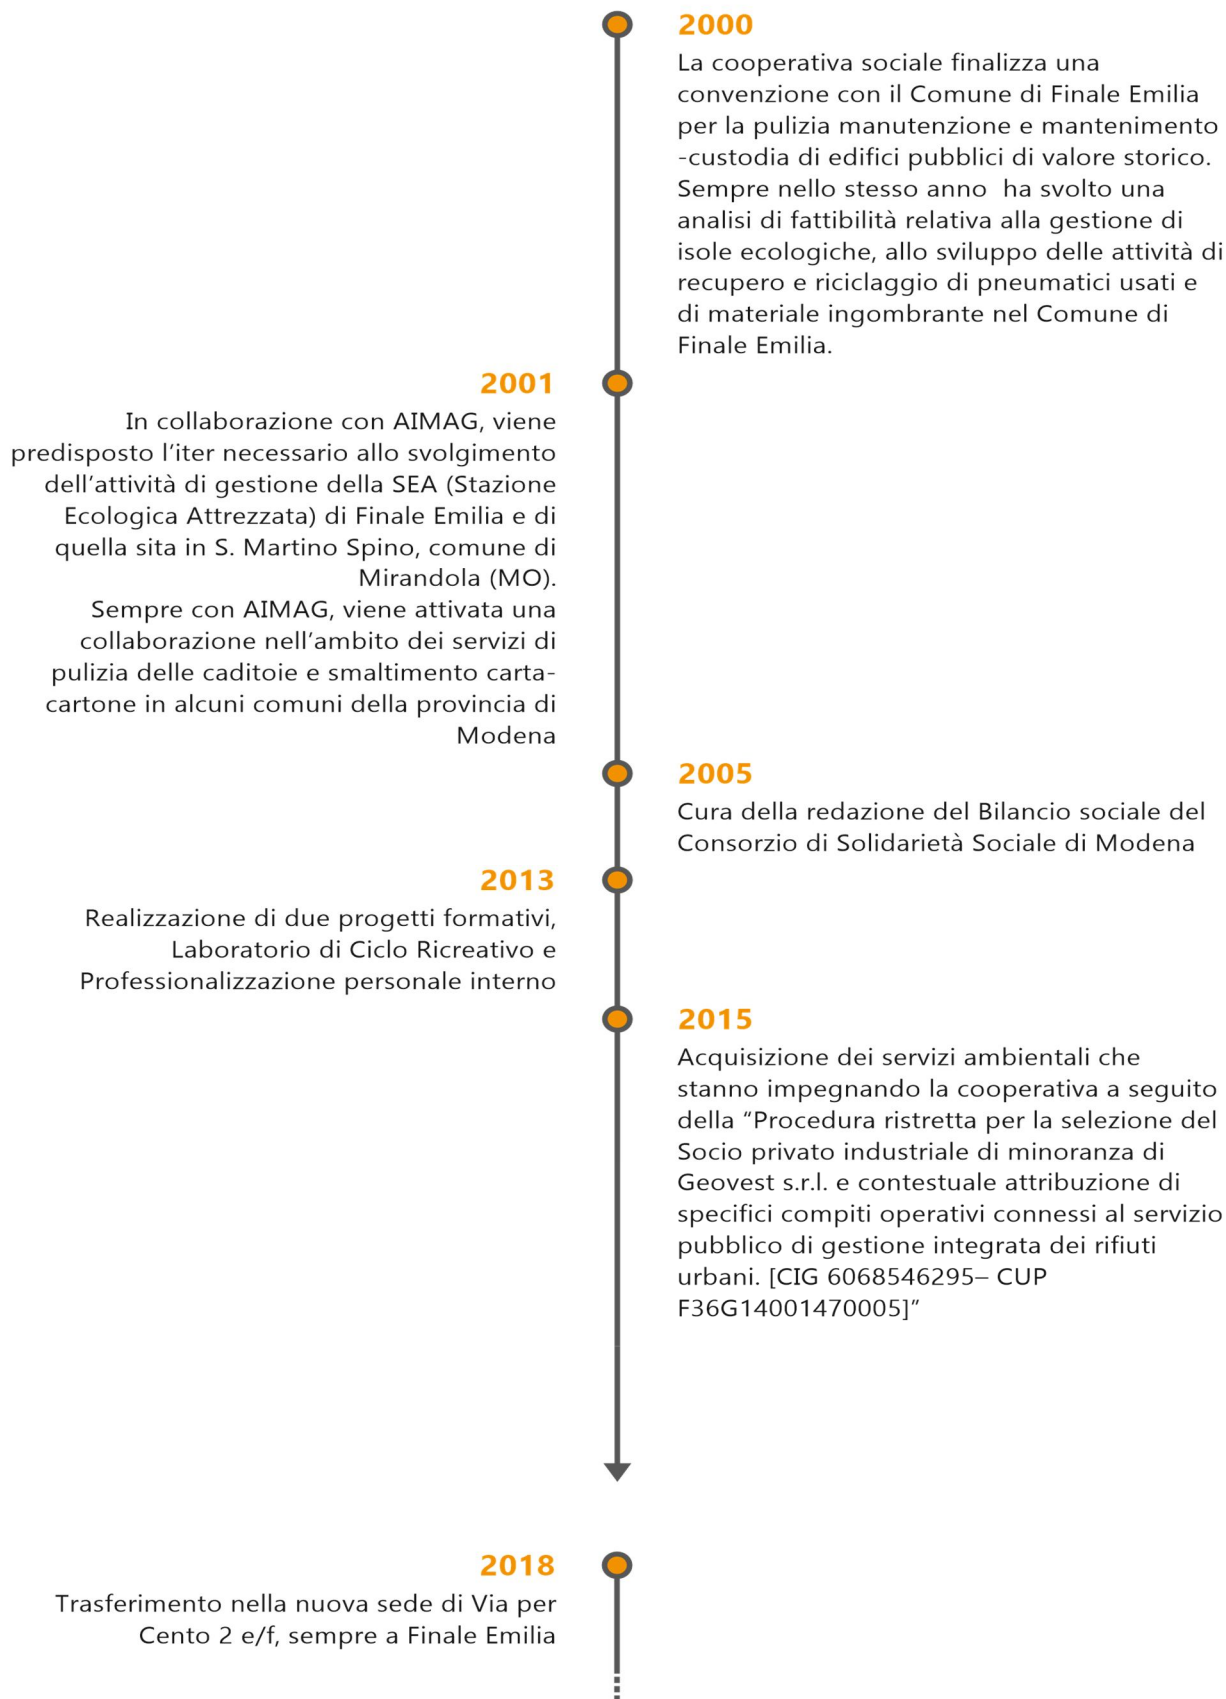 2000
La cooperativa sociale finalizza una
convenzione con il Comune di Finale Emilia
per la pulizia manutenzione e mantenimento
-custodia di edifici pubblici di valore storico.
Sempre nello stesso anno  ha svolto una
analisi di fattibilità relativa alla gestione di
isole ecologiche, allo sviluppo delle attività di
recupero e riciclaggio di pneumatici usati e
di materiale ingombrante nel Comune di
Finale Emilia.
2001
In collaborazione con AIMAG, viene
predisposto l’iter necessario allo svolgimento
dell’attività di gestione della SEA (Stazione
Ecologica Attrezzata) di Finale Emilia e di
quella sita in S. Martino Spino, comune di
Mirandola (MO).
Sempre con AIMAG, viene attivata una
collaborazione nell’ambito dei servizi di
pulizia delle caditoie e smaltimento carta-
cartone in alcuni comuni della provincia di
Modena
2005
Cura della redazione del Bilancio sociale del
Consorzio di Solidarietà Sociale di Modena
2013
Realizzazione di due progetti formativi,
Laboratorio di Ciclo Ricreativo e
Professionalizzazione personale interno
2015
Acquisizione dei servizi ambientali che
stanno impegnando la cooperativa a seguito
della “Procedura ristretta per la selezione del
Socio privato industriale di minoranza di
Geovest s.r.l. e contestuale attribuzione di
specifici compiti operativi connessi al servizio
pubblico di gestione integrata dei rifiuti
urbani. [CIG 6068546295– CUP
F36G14001470005]”
2018
Trasferimento nella nuova sede di Via per
Cento 2 e/f, sempre a Finale Emilia